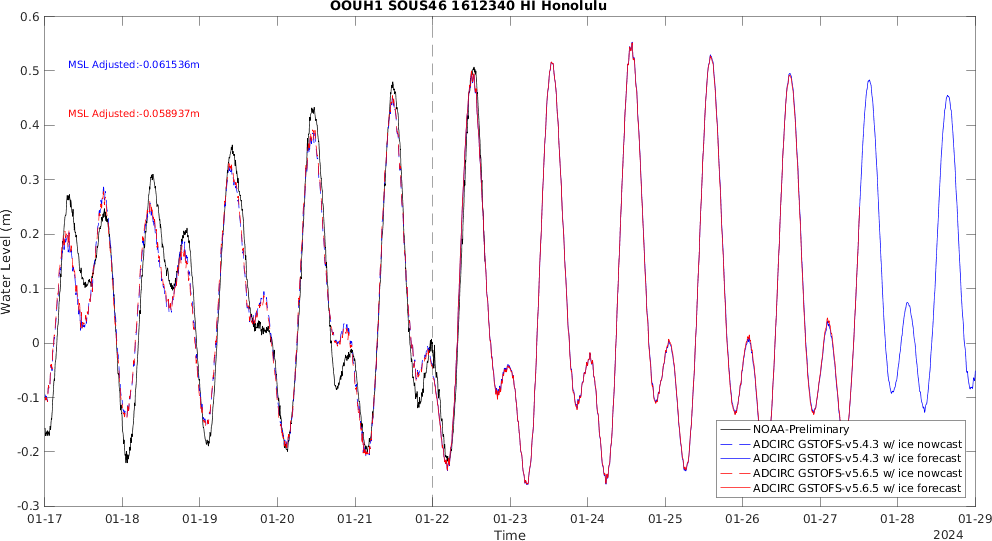 OOUH1 SOUS46 1612340 HI Honolulu
0.6
0.5
0.4
0.3
0.2
0.1
0
-0.1
-0.2
-0.3
Water Level (m)
MSL Adjusted:-0.061536m
MSL Adjusted:-0.058937m
NOAA-Preliminary
ADCIRC GSTOFS-v5.4.3 w/ ice nowcast
ADCIRC GSTOFS-v5.4.3 w/ ice forecast
ADCIRC GSTOFS-v5.6.5 w/ ice nowcast
ADCIRC GSTOFS-v5.6.5 w/ ice forecast
01-17 01-18 01-19 01-20 01-21 01-22 01-23 01-24 01-25 01-26 01-27 01-28 01-29
Time
2024